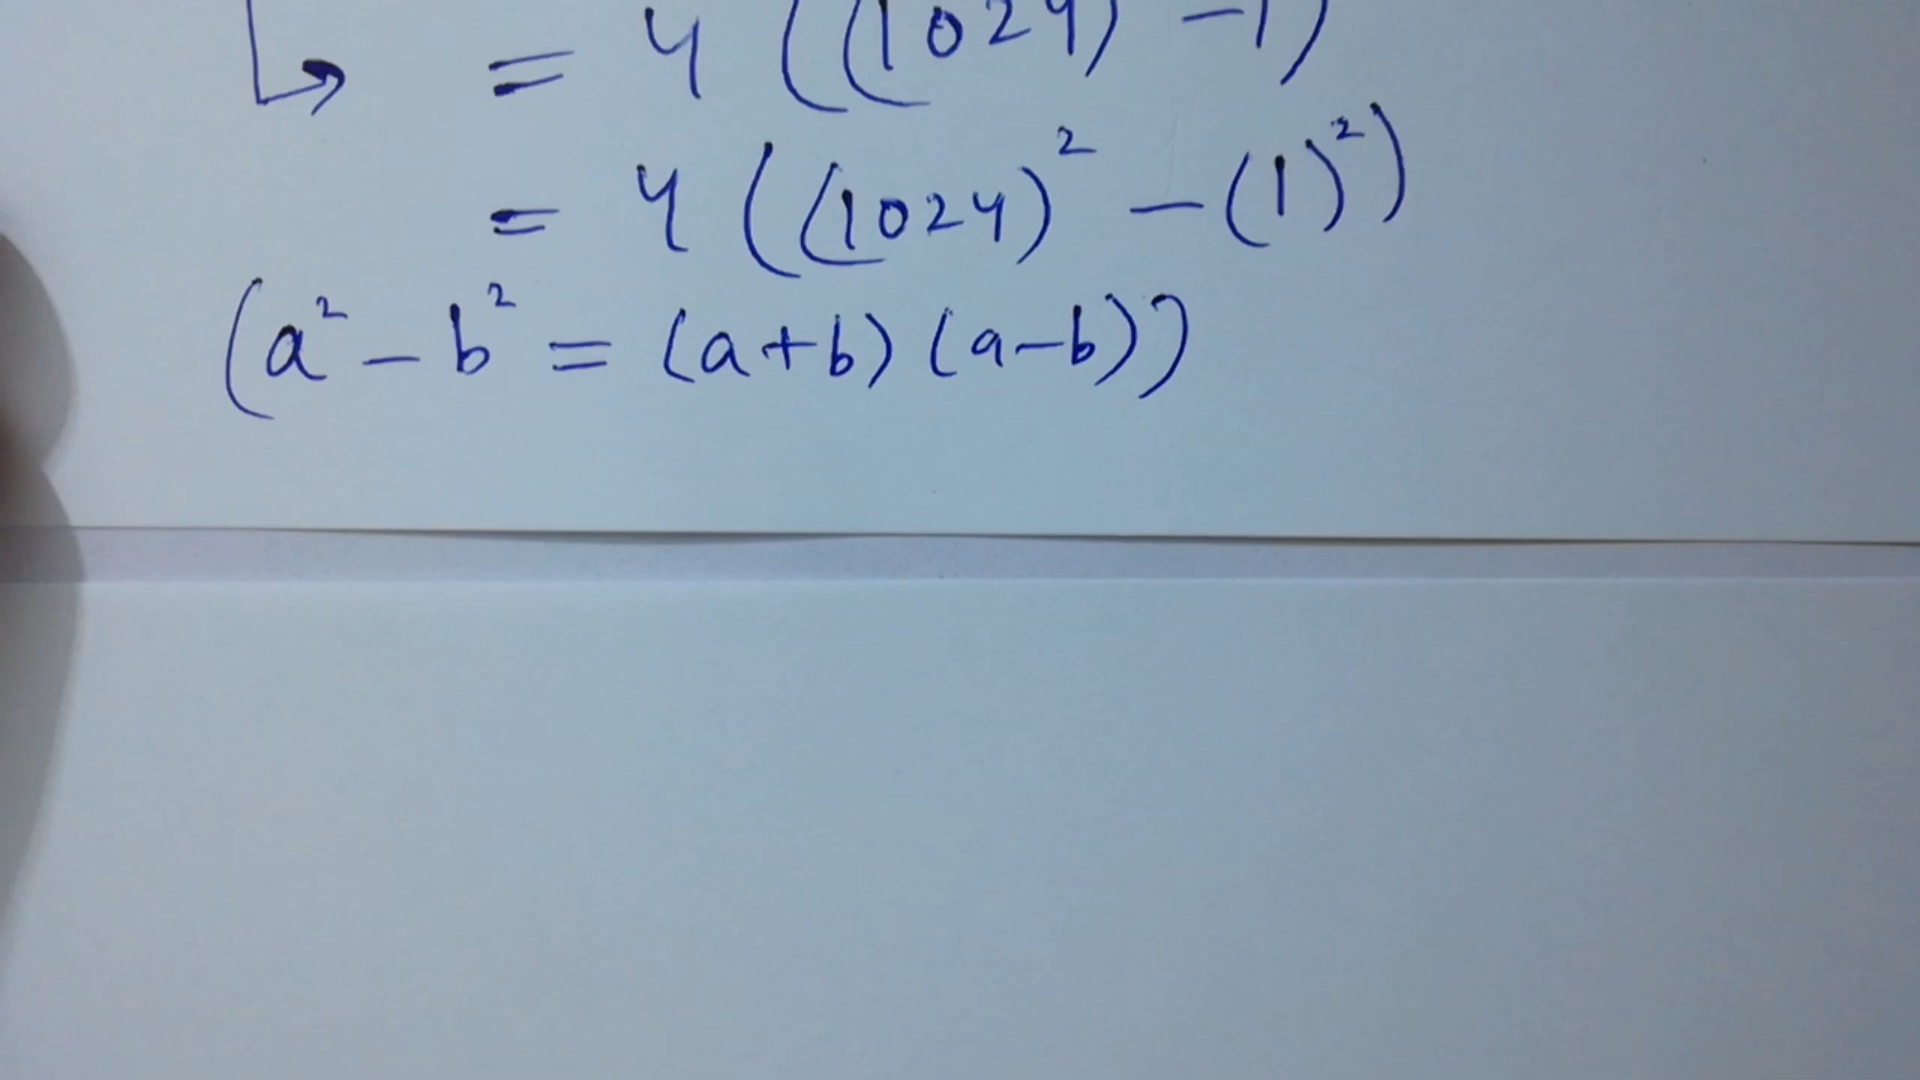 = 4 ((1024) - 1)
= 4 ((1024)² - (1)²)
(a² - b² = (a+b) (a-b))